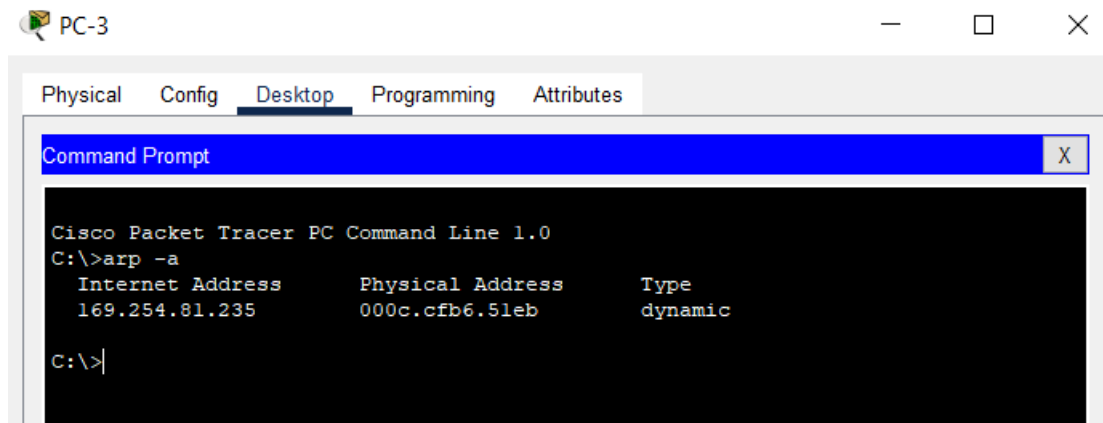 PC-3
Physical Config Desktop Programming Attributes
Command Prompt X
Cisco Packet Tracer PC Command Line 1.0
C:\>arp -a
Internet Address Physical Address Type
169.254.81.235 000c.cfb6.51eb dynamic
C:\>